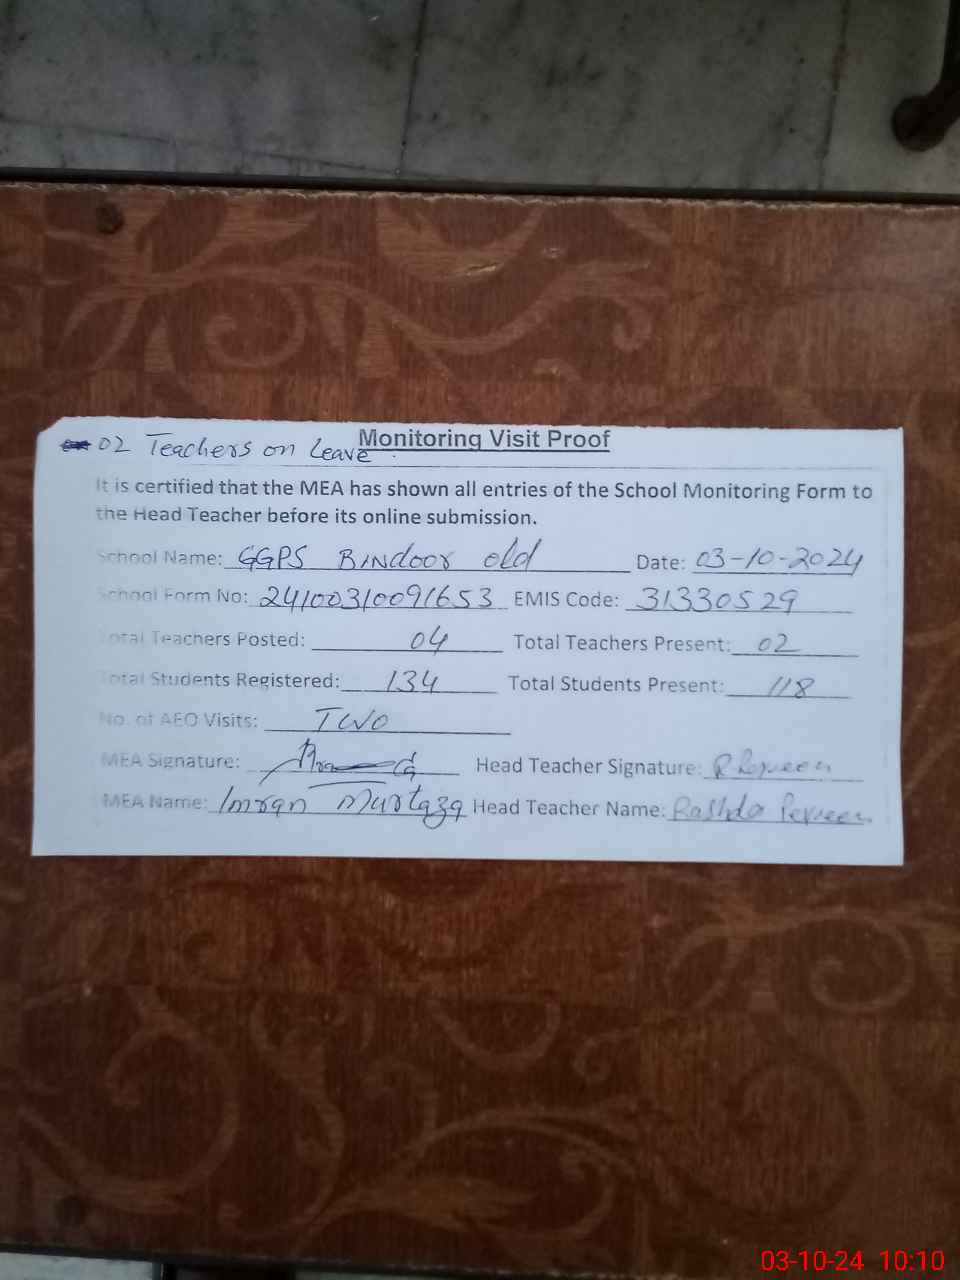 Monitoring Visit Proof
02 Teachers on Leave.
It is certified that the MEA has shown all entries of the School Monitoring Form to
the Head Teacher before its online submission.
School Name: GGPS Bindoor old Date: 03-10-2024
School Form No: 24100310091653 EMIS Code: 31330529
Total Teachers Posted: 04 Total Teachers Present: 02
Total Students Registered: 134 Total Students Present: 118
No. of AEO Visits: Two
MEA Signature: Head Teacher Signature:
MEA Name: Imran Murtaza Head Teacher Name: Rashda Perveen
03-10-24 10:10